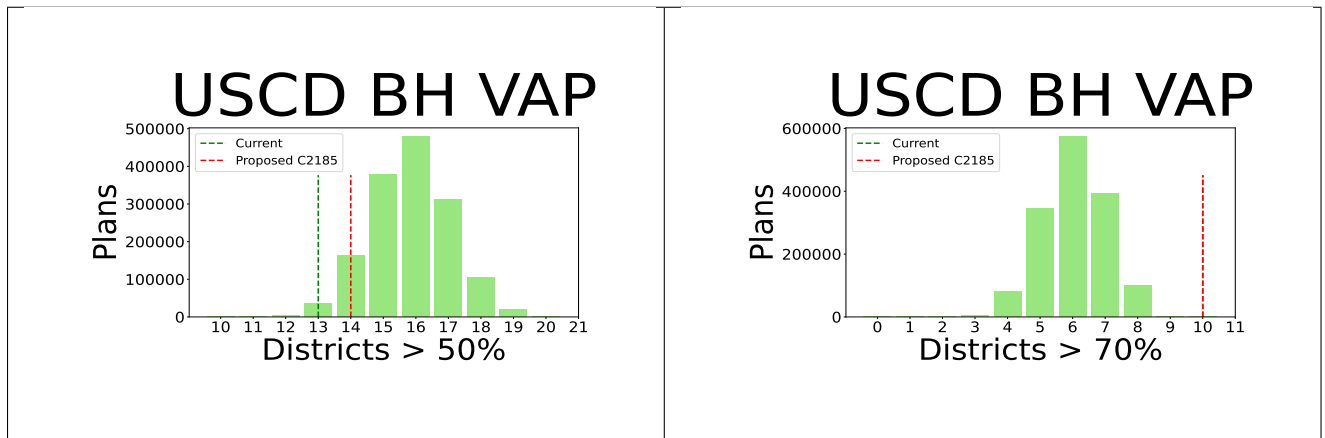 USCD BH VAP
500000
400000
300000
200000
100000
0
Plans
Current
Proposed C2185
10 11 12 13 14 15 16 17 18 19 20 21
Districts > 50%
USCD BH VAP
600000
400000
200000
0
Plans
Current
Proposed C2185
0 1 2 3 4 5 6 7 8 9 10 11
Districts > 70%